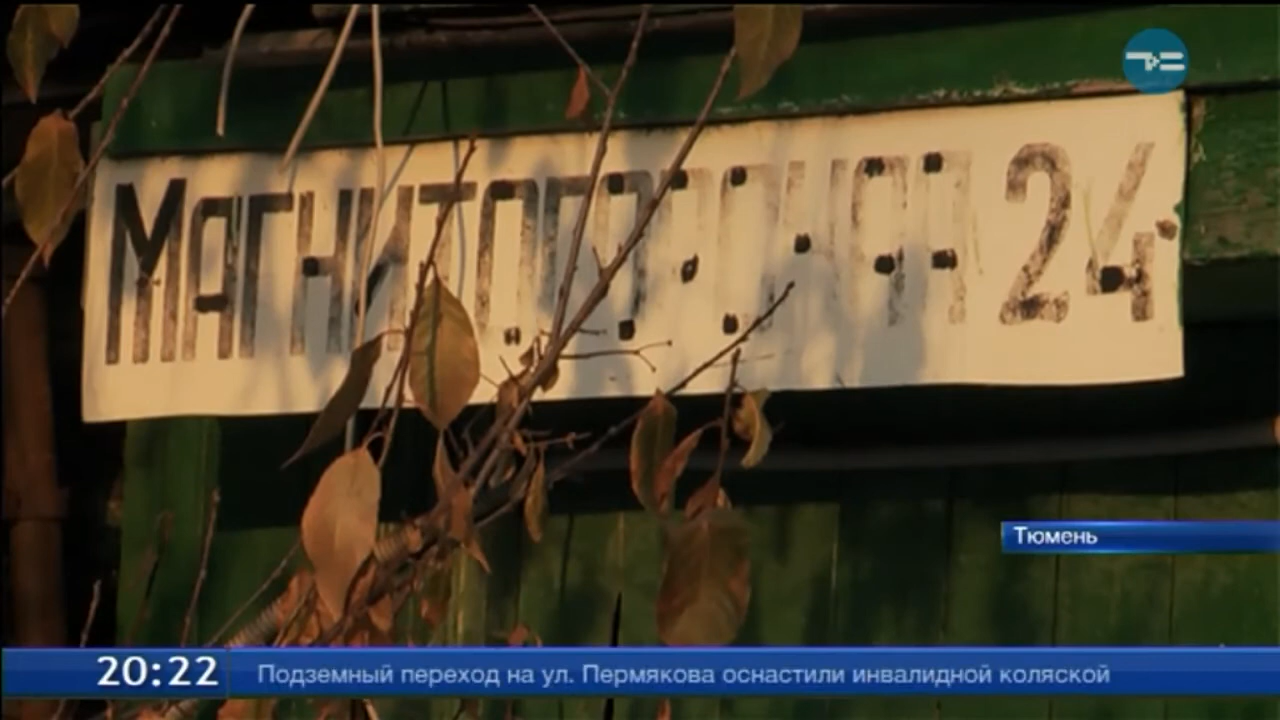 МАГНИТОГОРСКАЯ 24
Тюмень
20:22 Подземный переход на ул. Пермякова оснастили инвалидной коляской